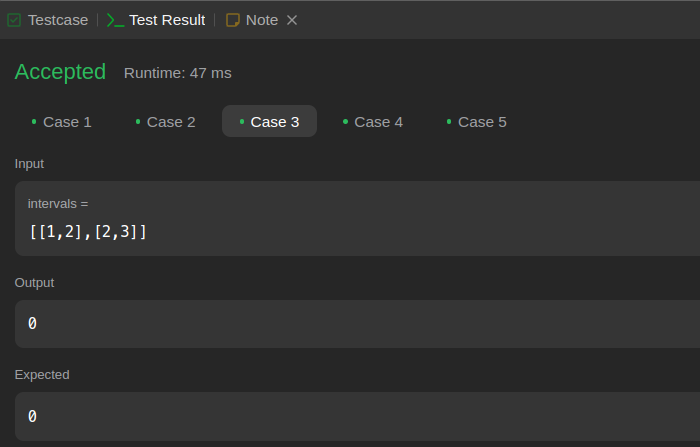 Testcase Test Result Note
Accepted Runtime: 47 ms
Case 1 Case 2 Case 3 Case 4 Case 5
Input
intervals =
[[1,2],[2,3]]
Output
0
Expected
0